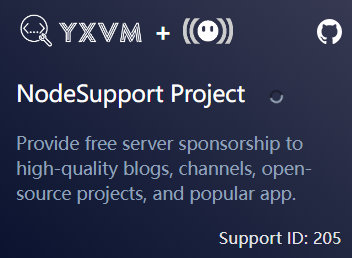 YXVM +
NodeSupport Project
Provide free server sponsorship to
high-quality blogs, channels, open-
source projects, and popular app.
Support ID: 205